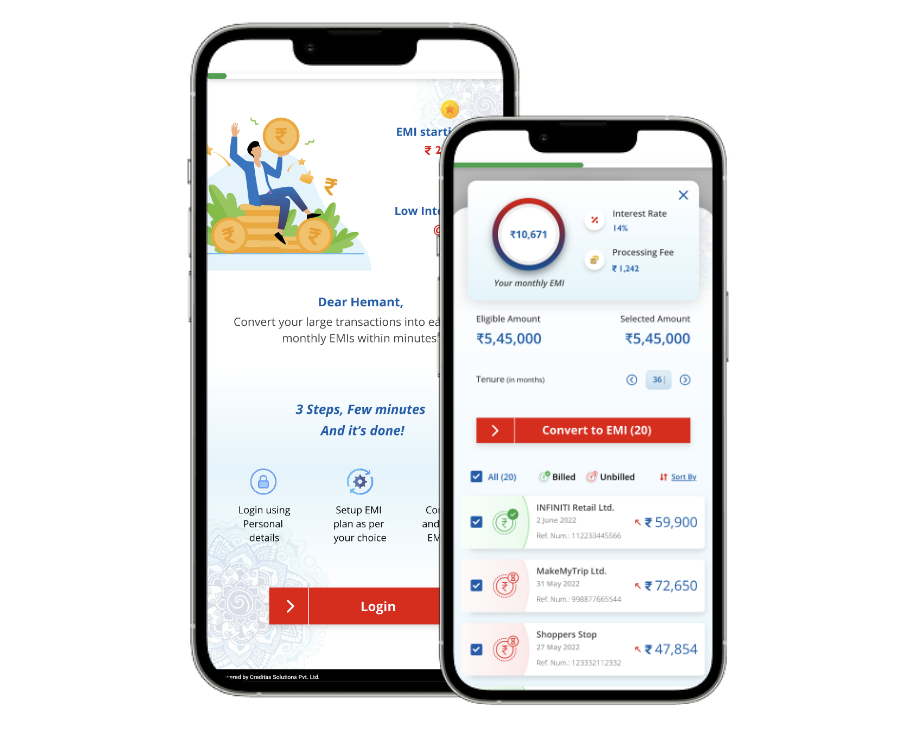 EMI starti
₹ 2
Low Inte
Dear Hemant,
Convert your large transactions into ea
monthly EMIs within minutes*
3 Steps, Few minutes
And it's done!
Login using
Personal
details
Setup EMI
plan as per
your choice
Co
and
EM
Login
ered by Creditas Solutions Pvt. Ltd.
₹10,671
Your monthly EMI
Interest Rate
14%
Processing Fee
₹ 1,242
Eligible Amount
₹5,45,000
Selected Amount
₹5,45,000
Tenure (in months)
36
Convert to EMI (20)
All (20)
Billed
Unbilled
Sort By
INFINITI Retail Ltd.
2 June 2022
Ref. Num.: 112233445566
₹ 59,900
MakeMyTrip Ltd.
31 May 2022
Ref. Num.: 998877665544
₹ 72,650
Shoppers Stop
27 May 2022
Ref. Num.: 123332112332
₹ 47,854